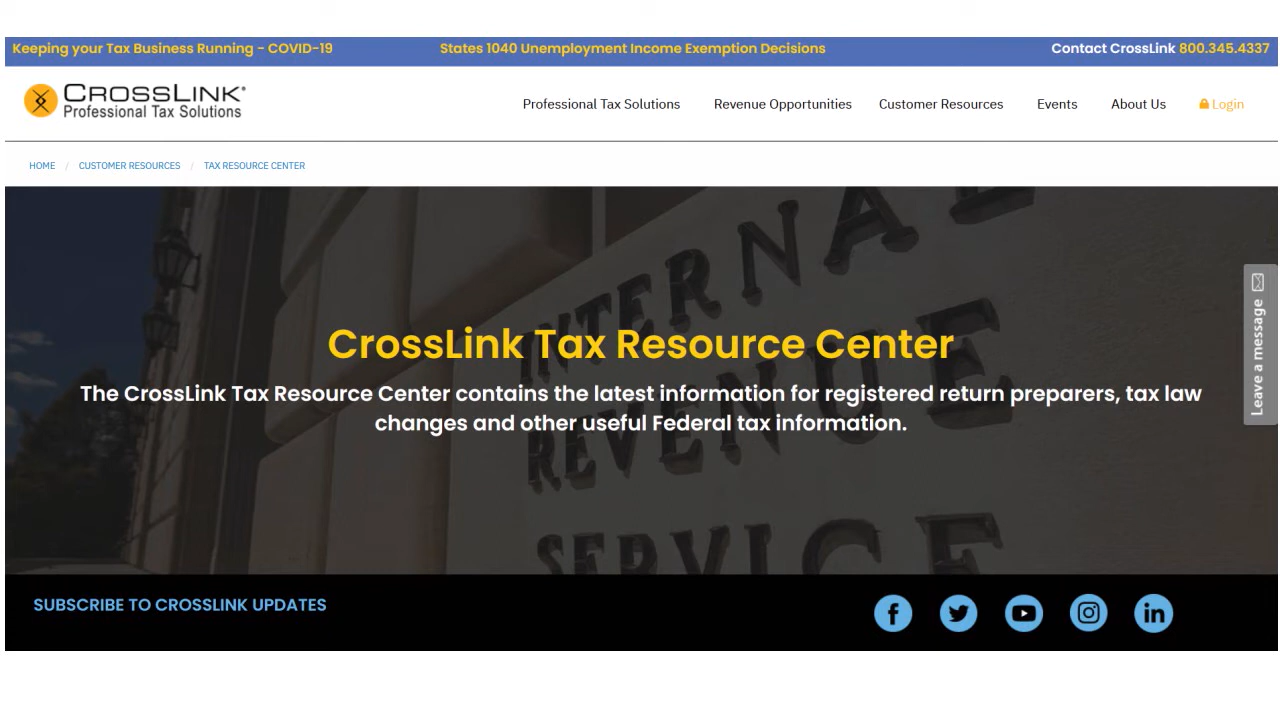 Keeping your Tax Business Running - COVID-19
States 1040 Unemployment Income Exemption Decisions
Contact CrossLink 800.345.4337
CROSSLINK®
Professional Tax Solutions
Professional Tax Solutions
Revenue Opportunities
Customer Resources
Events
About Us
Login
HOME / CUSTOMER RESOURCES / TAX RESOURCE CENTER
INTERNAL
REVENUE
SERVICE
CrossLink Tax Resource Center
The CrossLink Tax Resource Center contains the latest information for registered return preparers, tax law
changes and other useful Federal tax information.
Leave a message
SUBSCRIBE TO CROSSLINK UPDATES